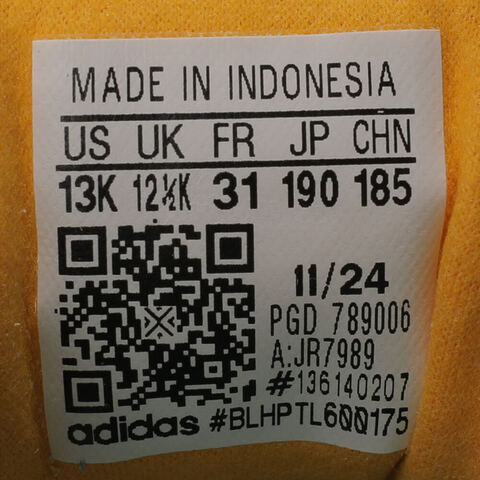 MADE IN INDONESIA
US UK FR JP CHN
13K 12½K 31 190 185
11/24
PGD 789006
A:JR7989
#136140207
adidas #BLHPTL600175